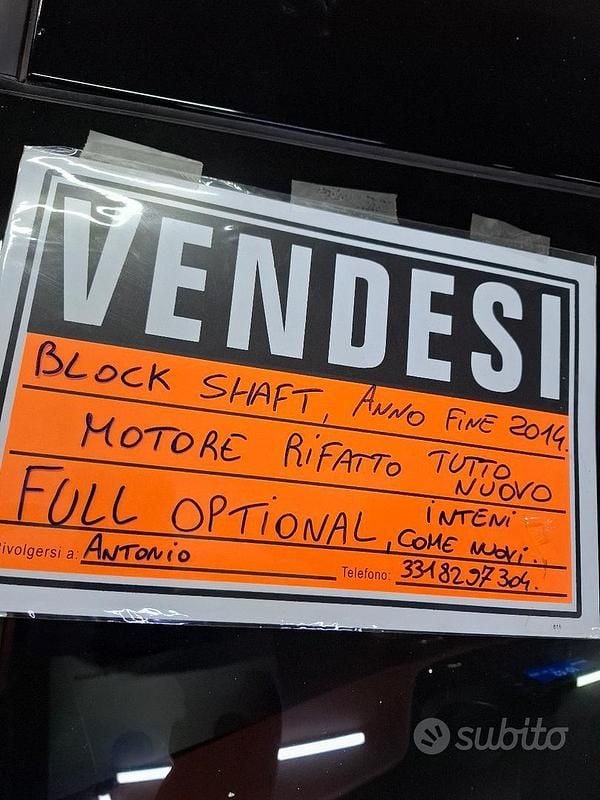 VENDESI
BLOCK SHAFT, ANNO FINE 2014.
MOTORE RIFATTO TUTTO NUOVO
FULL OPTIONAL, INTENI COME NUOVI..
Rivolgersi a: ANTONIO Telefono: 3318297304.
subito